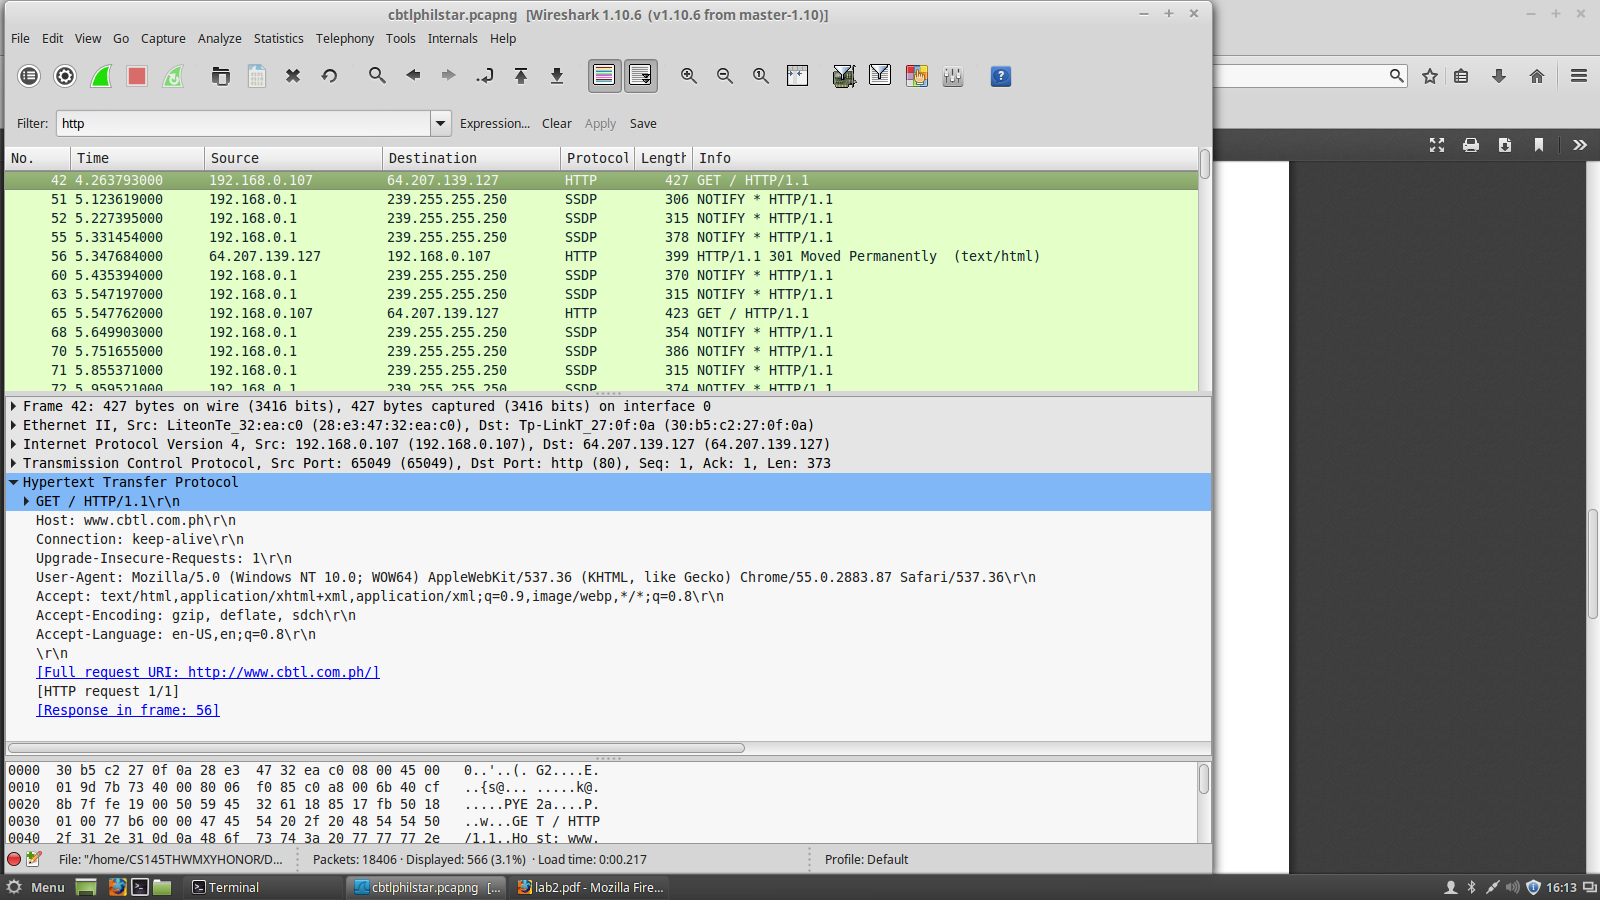 cbtlphilstar.pcapng [Wireshark 1.10.6 (v1.10.6 from master-1.10)]
File Edit View Go Capture Analyze Statistics Telephony Tools Internals Help
Filter: http Expression... Clear Apply Save
No. Time Source Destination Protocol Length Info
42 4.263793000 192.168.0.107 64.207.139.127 HTTP 427 GET / HTTP/1.1
51 5.123619000 192.168.0.1 239.255.255.250 SSDP 306 NOTIFY * HTTP/1.1
52 5.227395000 192.168.0.1 239.255.255.250 SSDP 315 NOTIFY * HTTP/1.1
55 5.331454000 192.168.0.1 239.255.255.250 SSDP 378 NOTIFY * HTTP/1.1
56 5.347684000 64.207.139.127 192.168.0.107 HTTP 399 HTTP/1.1 301 Moved Permanently (text/html)
60 5.435394000 192.168.0.1 239.255.255.250 SSDP 370 NOTIFY * HTTP/1.1
63 5.547197000 192.168.0.1 239.255.255.250 SSDP 315 NOTIFY * HTTP/1.1
65 5.547762000 192.168.0.107 64.207.139.127 HTTP 423 GET / HTTP/1.1
68 5.649903000 192.168.0.1 239.255.255.250 SSDP 354 NOTIFY * HTTP/1.1
70 5.751655000 192.168.0.1 239.255.255.250 SSDP 386 NOTIFY * HTTP/1.1
71 5.855371000 192.168.0.1 239.255.255.250 SSDP 315 NOTIFY * HTTP/1.1
72 5.959521000 192.168.0.1 239.255.255.250 SSDP 374 NOTIFY * HTTP/1.1
Frame 42: 427 bytes on wire (3416 bits), 427 bytes captured (3416 bits) on interface 0
Ethernet II, Src: LiteonTe_32:ea:c0 (28:e3:47:32:ea:c0), Dst: Tp-LinkT_27:0f:0a (30:b5:c2:27:0f:0a)
Internet Protocol Version 4, Src: 192.168.0.107 (192.168.0.107), Dst: 64.207.139.127 (64.207.139.127)
Transmission Control Protocol, Src Port: 65049 (65049), Dst Port: http (80), Seq: 1, Ack: 1, Len: 373
Hypertext Transfer Protocol
GET / HTTP/1.1\r\n
Host: www.cbtl.com.ph\r\n
Connection: keep-alive\r\n
Upgrade-Insecure-Requests: 1\r\n
User-Agent: Mozilla/5.0 (Windows NT 10.0; WOW64) AppleWebKit/537.36 (KHTML, like Gecko) Chrome/55.0.2883.87 Safari/537.36\r\n
Accept: text/html,application/xhtml+xml,application/xml;q=0.9,image/webp,*/*;q=0.8\r\n
Accept-Encoding: gzip, deflate, sdch\r\n
Accept-Language: en-US,en;q=0.8\r\n
\r\n
[Full request URI: http://www.cbtl.com.ph/]
[HTTP request 1/1]
[Response in frame: 56]
0000 30 b5 c2 27 0f 0a 28 e3 47 32 ea c0 08 00 45 00 0..'..(. G2....E.
0010 01 9d 7b 73 40 00 80 06 f0 85 c0 a8 00 6b 40 cf ..{s@... .....k@.
0020 8b 7f fe 19 00 50 59 45 32 61 18 85 17 fb 50 18 .....PYE 2a....P.
0030 01 00 77 b6 00 00 47 45 54 20 2f 20 48 54 54 50 ..w...GE T / HTTP
0040 2f 31 2e 31 0d 0a 48 6f 73 74 3a 20 77 77 77 2e /1.1..Ho st: www.
File: "/home/CS145THWMXYHONOR/D... Packets: 18406 · Displayed: 566 (3.1%) · Load time: 0:00.217 Profile: Default
Menu Terminal cbtlphilstar.pcapng [... lab2.pdf - Mozilla Fire... 16:13